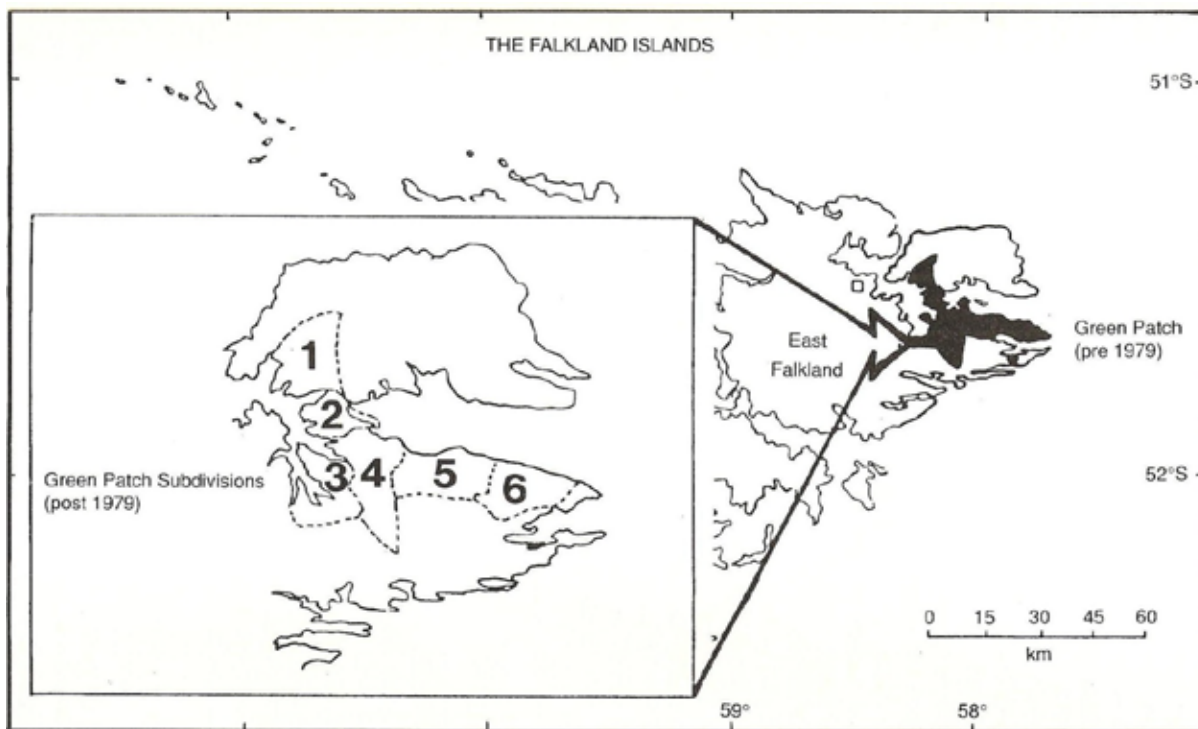 THE FALKLAND ISLANDS
51°S
1
2
3
4
5
6
Green Patch Subdivisions
(post 1979)
East
Falkland
Green Patch
(pre 1979)
52°S
0 15 30 45 60
km
59°
58°